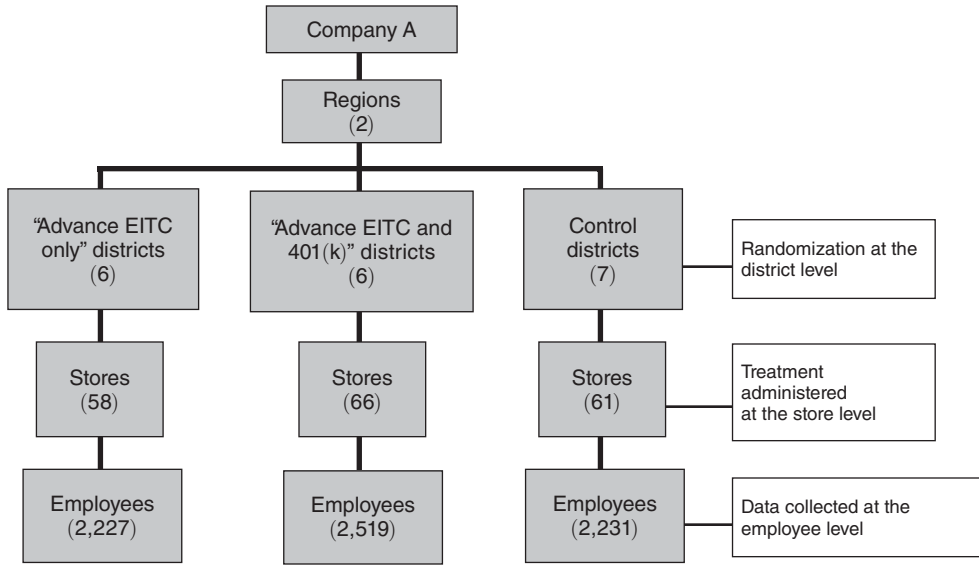 Company A
Regions
(2)
“Advance EITC
only” districts
(6)
“Advance EITC and
401(k)” districts
(6)
Control
districts
(7)
Randomization at the
district level
Stores
(58)
Stores
(66)
Stores
(61)
Treatment
administered
at the store level
Employees
(2,227)
Employees
(2,519)
Employees
(2,231)
Data collected at the
employee level